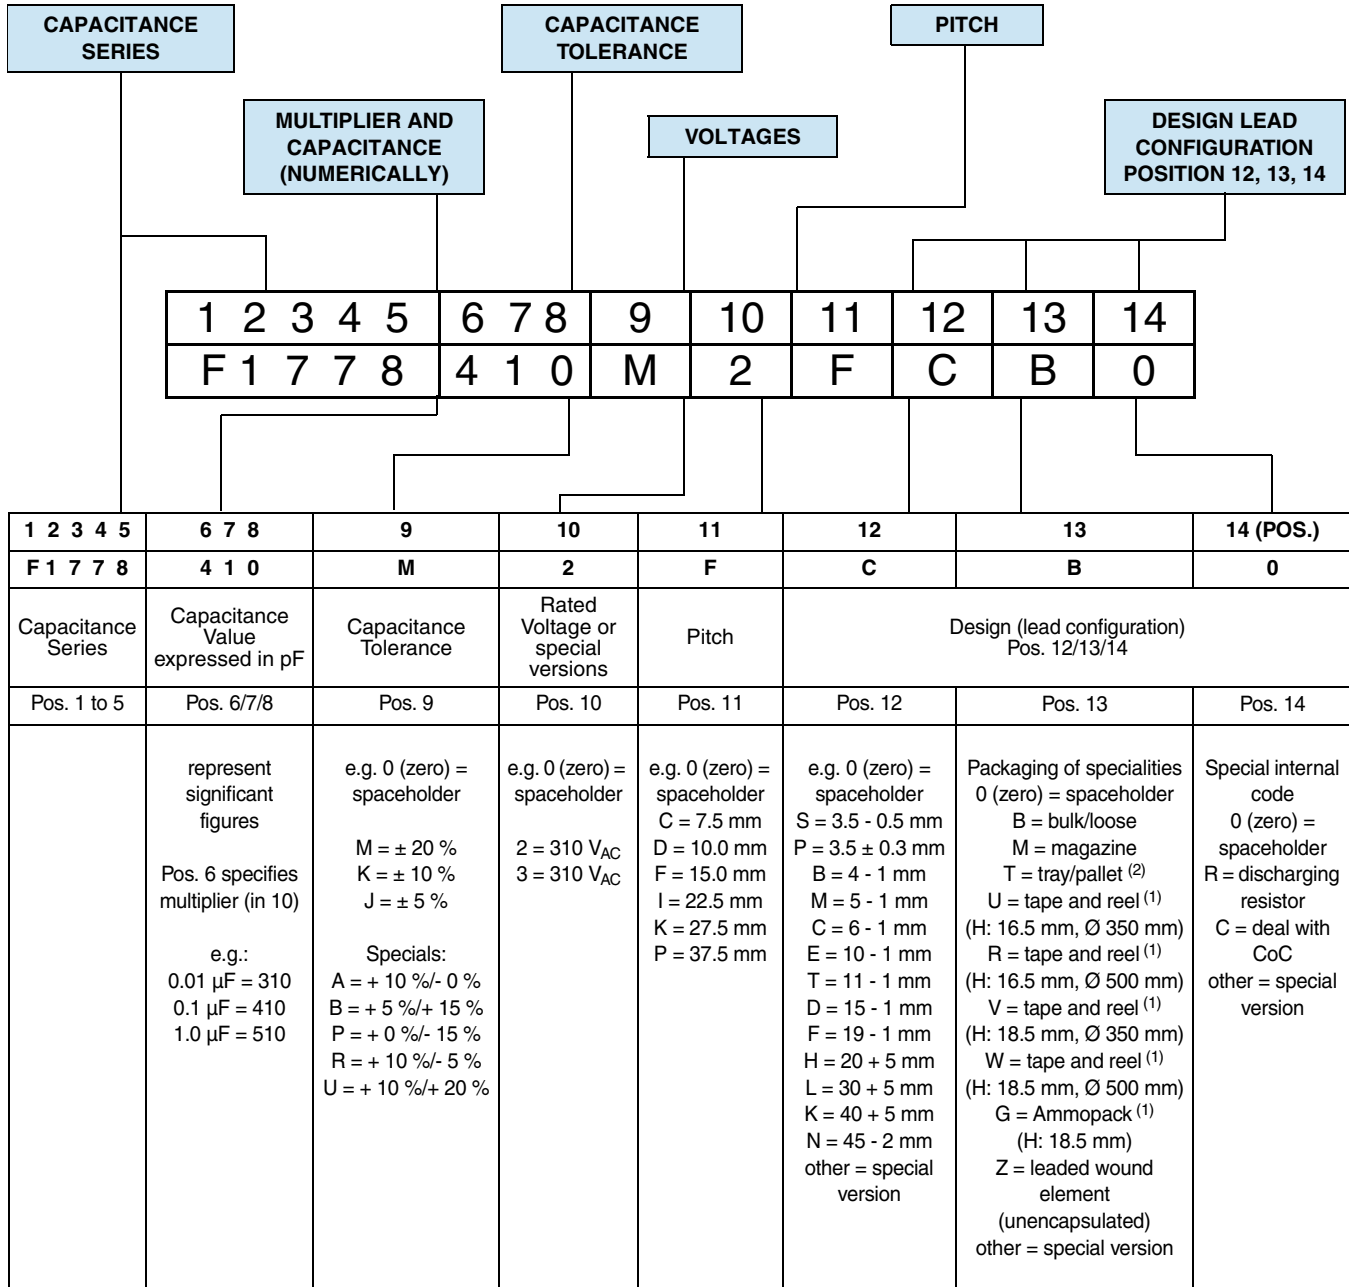 CAPACITANCE
SERIES
CAPACITANCE
TOLERANCE
PITCH
MULTIPLIER AND
CAPACITANCE
(NUMERICALLY)
VOLTAGES
DESIGN LEAD
CONFIGURATION
POSITION 12, 13, 14
1 2 3 4 5 6 7 8 9 10 11 12 13 14
F 1 7 7 8 4 1 0 M 2 F C B 0
1 2 3 4 5 6 7 8 9 10 11 12 13 14 (POS.)
F 1 7 7 8 4 1 0 M 2 F C B 0
Capacitance
Series
Capacitance
Value
expressed in pF
Capacitance
Tolerance
Rated
Voltage or
special
versions
Pitch
Design (lead configuration)
Pos. 12/13/14
Pos. 1 to 5 Pos. 6/7/8 Pos. 9 Pos. 10 Pos. 11 Pos. 12 Pos. 13 Pos. 14
represent
significant
figures
Pos. 6 specifies
multiplier (in 10)
e.g.:
0.01 µF = 310
0.1 µF = 410
1.0 µF = 510
e.g. 0 (zero) =
spaceholder
M = ± 20 %
K = ± 10 %
J = ± 5 %
Specials:
A = + 10 %/- 0 %
B = + 5 %/+ 15 %
P = + 0 %/- 15 %
R = + 10 %/- 5 %
U = + 10 %/+ 20 %
e.g. 0 (zero) =
spaceholder
2 = 310 VAC
3 = 310 VAC
e.g. 0 (zero) =
spaceholder
C = 7.5 mm
D = 10.0 mm
F = 15.0 mm
I = 22.5 mm
K = 27.5 mm
P = 37.5 mm
e.g. 0 (zero) =
spaceholder
S = 3.5 - 0.5 mm
P = 3.5 ± 0.3 mm
B = 4 - 1 mm
M = 5 - 1 mm
C = 6 - 1 mm
E = 10 - 1 mm
T = 11 - 1 mm
D = 15 - 1 mm
F = 19 - 1 mm
H = 20 + 5 mm
L = 30 + 5 mm
K = 40 + 5 mm
N = 45 - 2 mm
other = special
version
Packaging of specialities
0 (zero) = spaceholder
B = bulk/loose
M = magazine
T = tray/pallet (2)
U = tape and reel (1)
(H: 16.5 mm, Ø 350 mm)
R = tape and reel (1)
(H: 16.5 mm, Ø 500 mm)
V = tape and reel (1)
(H: 18.5 mm, Ø 350 mm)
W = tape and reel (1)
(H: 18.5 mm, Ø 500 mm)
G = Ammopack (1)
(H: 18.5 mm)
Z = leaded wound
element
(unencapsulated)
other = special version
Special internal
code
0 (zero) =
spaceholder
R = discharging
resistor
C = deal with
CoC
other = special
version